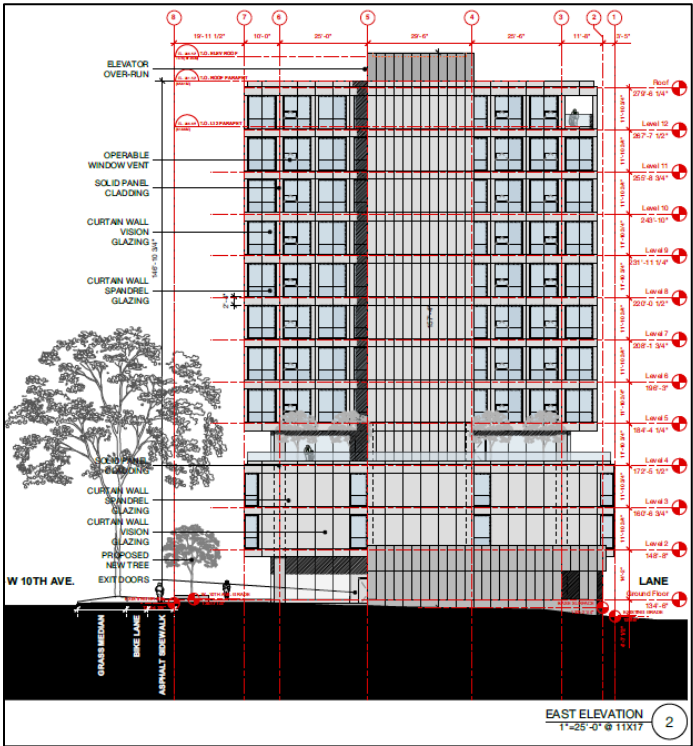 8
7
6
5
4
3
2
1
19'-11 1/2"
10'-0"
25'-0"
29'-6"
25'-6"
11'-8"
3'-5"
ELEVATOR
OVER-RUN
OPERABLE
WINDOW VENT
SOLID PANEL
CLADDING
CURTAIN WALL
VISION
GLAZING
CURTAIN WALL
SPANDREL
GLAZING
SOLID PANEL
CLADDING
CURTAIN WALL
SPANDREL
GLAZING
CURTAIN WALL
VISION
GLAZING
PROPOSED
NEW TREE
EXIT DOORS
146'-10 3/4"
Roof
279'-6 1/4"
Level 12
267'-7 1/2"
Level 11
255'-8 3/4"
Level 10
243'-10"
Level 9
231'-11 1/4"
Level 8
220'-0 1/2"
Level 7
208'-1 3/4"
Level 6
196'-3"
Level 5
184'-4 1/4"
Level 4
172'-5 1/2"
Level 3
160'-6 3/4"
Level 2
148'-8"
Ground Floor
134'-6"
W 10TH AVE.
LANE
GRASS MEDIAN
BIKE LANE
ASPHALT SIDEWALK
EAST ELEVATION
1"=25'-0" @ 11X17
2